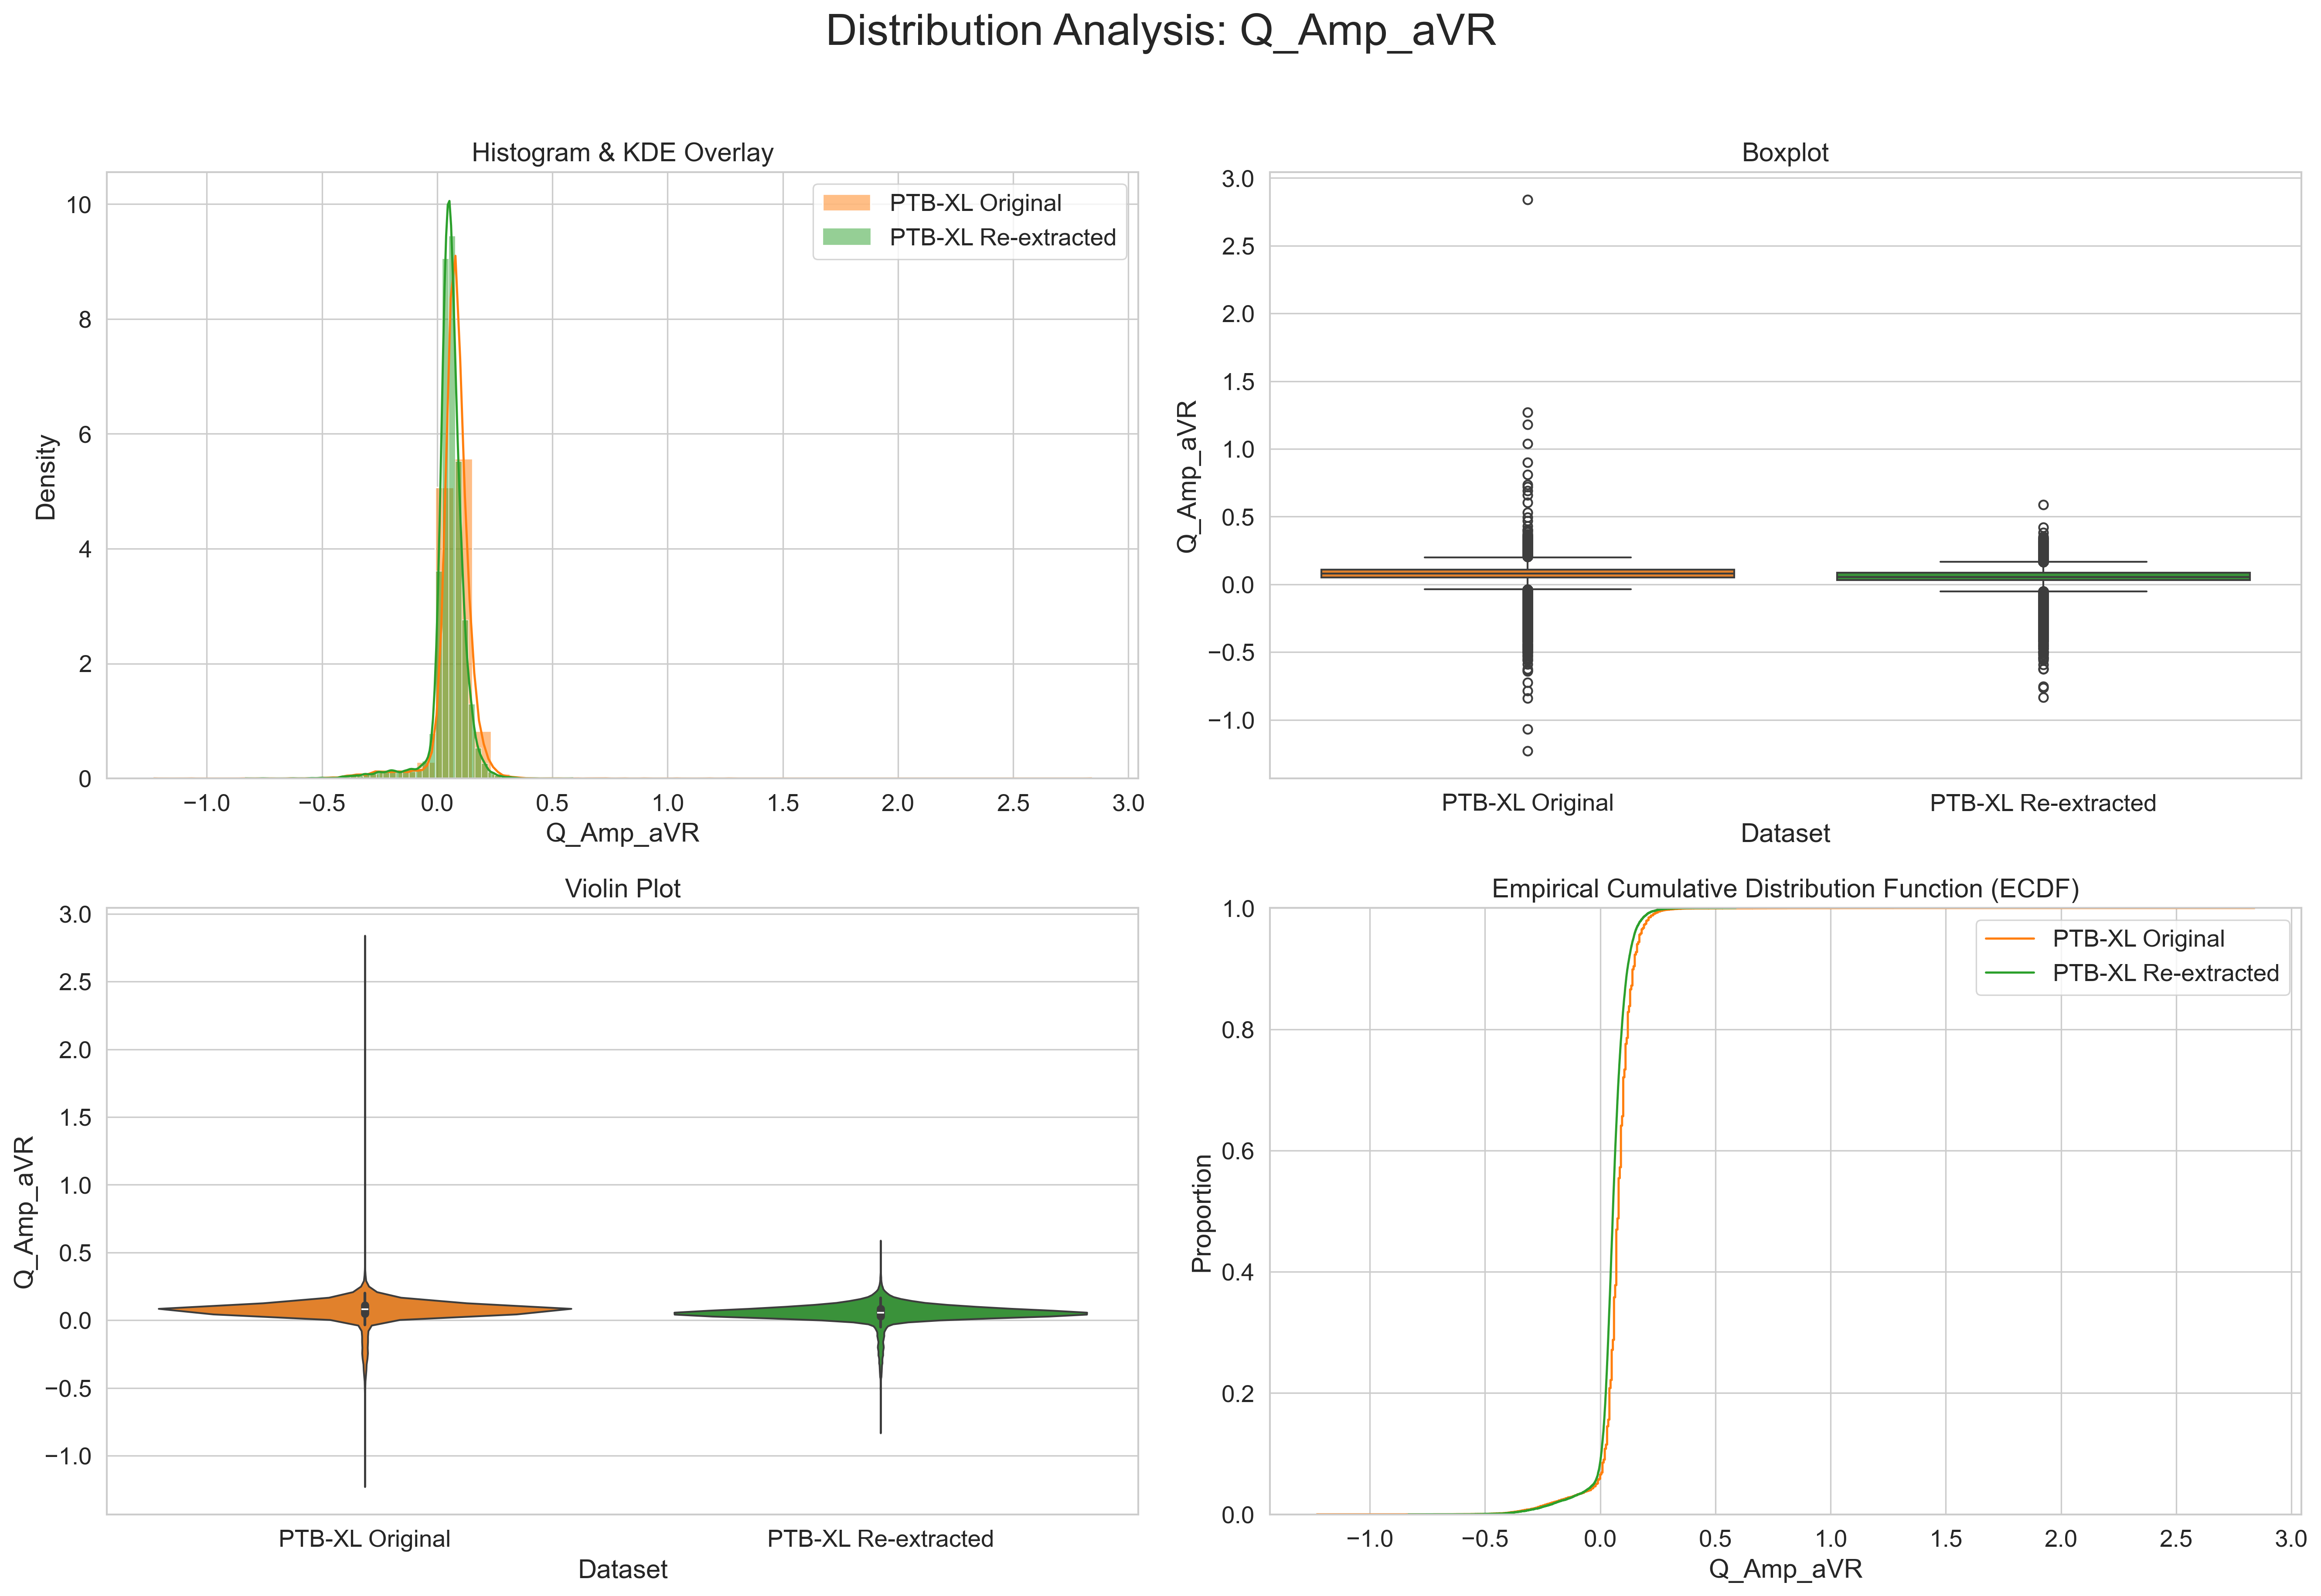 Distribution Analysis: Q_Amp_aVR
Histogram & KDE Overlay
PTB-XL Original
PTB-XL Re-extracted
10
8
6
4
2
0
Density
−1.0
−0.5
0.0
0.5
1.0
1.5
2.0
2.5
3.0
Q_Amp_aVR
Boxplot
3.0
2.5
2.0
1.5
1.0
0.5
0.0
−0.5
−1.0
Q_Amp_aVR
PTB-XL Original
PTB-XL Re-extracted
Dataset
Violin Plot
3.0
2.5
2.0
1.5
1.0
0.5
0.0
−0.5
−1.0
Q_Amp_aVR
PTB-XL Original
PTB-XL Re-extracted
Dataset
Empirical Cumulative Distribution Function (ECDF)
PTB-XL Original
PTB-XL Re-extracted
1.0
0.8
0.6
0.4
0.2
0.0
Proportion
−1.0
−0.5
0.0
0.5
1.0
1.5
2.0
2.5
3.0
Q_Amp_aVR